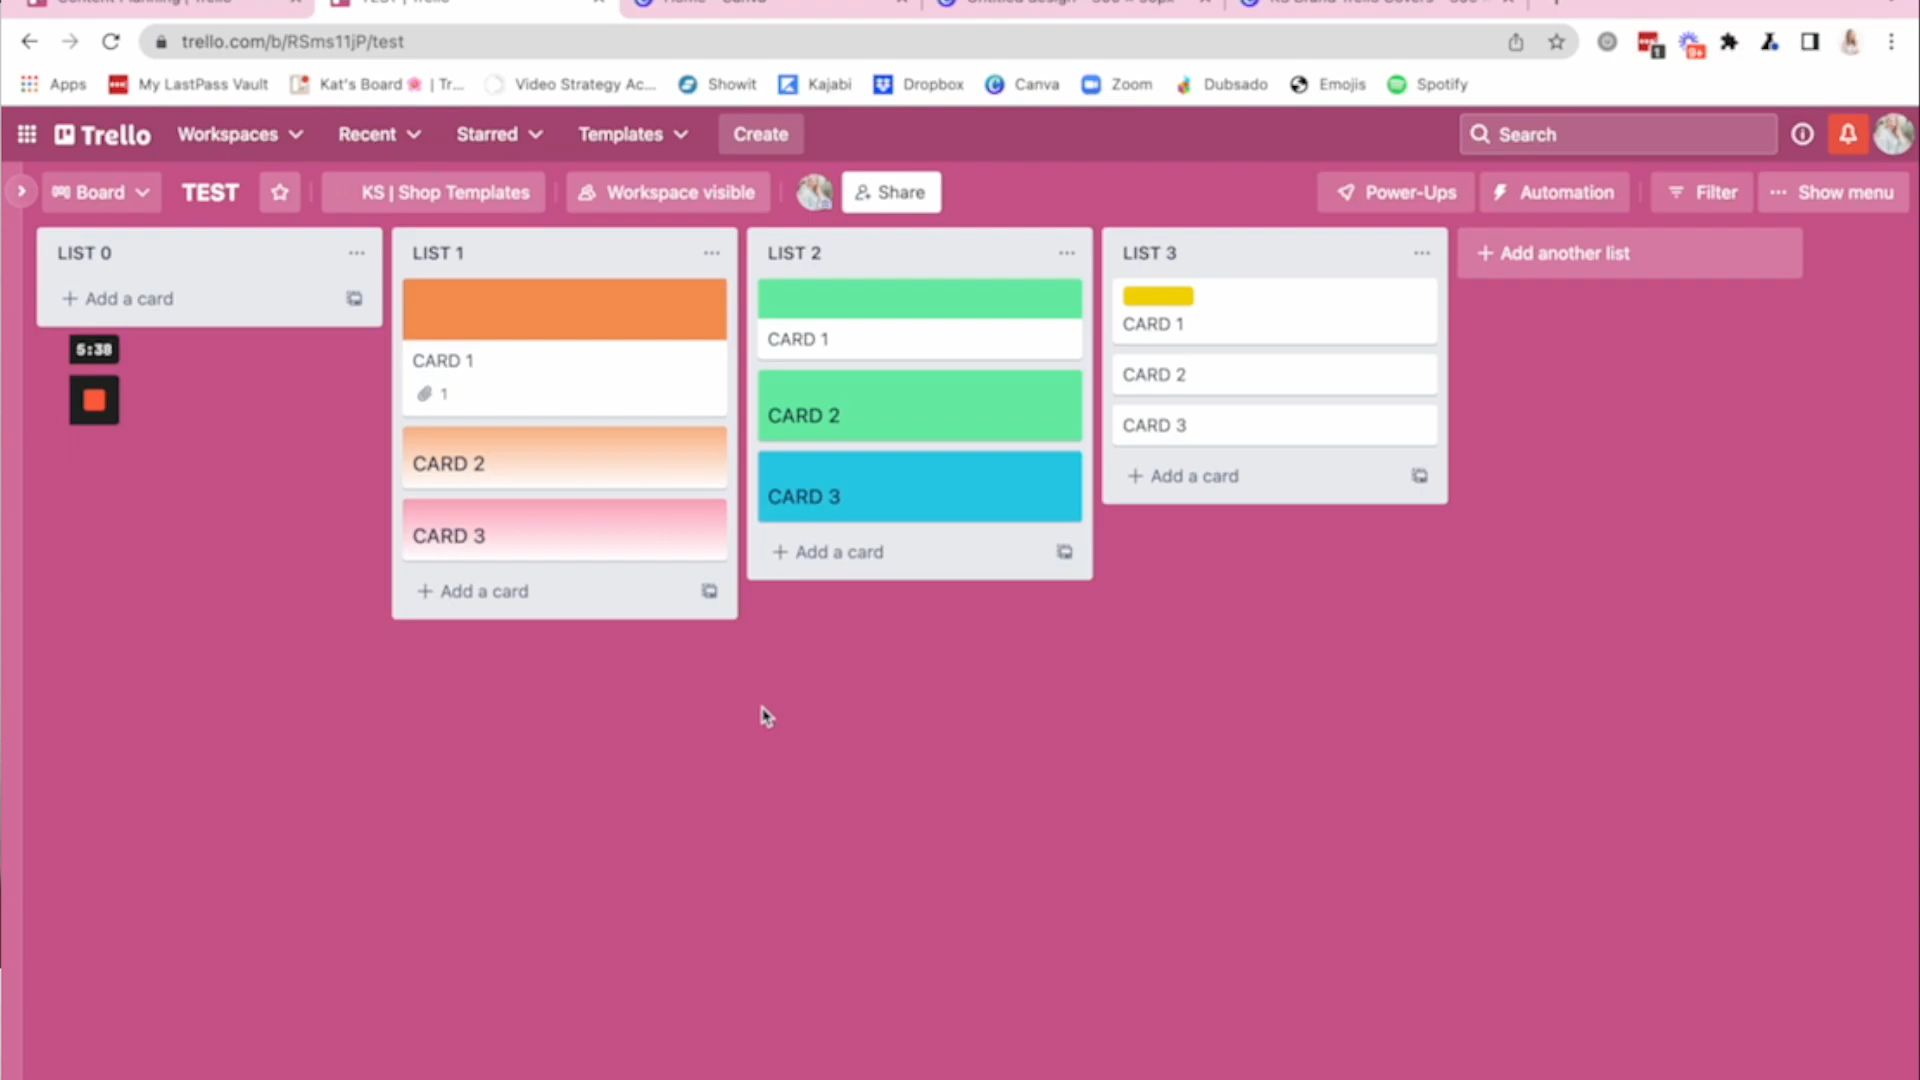 trello.com/b/RSms11jP/test
Apps My LastPass Vault Kat's Board 🌸 | Tr... Video Strategy Ac... Showit Kajabi Dropbox Canva Zoom Dubsado Emojis Spotify
Trello Workspaces Recent Starred Templates Create Search
Board TEST KS | Shop Templates Workspace visible Share Power-Ups Automation Filter ... Show menu
LIST 0
+ Add a card
5:38
LIST 1
CARD 1
1
CARD 2
CARD 3
+ Add a card
LIST 2
CARD 1
CARD 2
CARD 3
+ Add a card
LIST 3
CARD 1
CARD 2
CARD 3
+ Add a card
+ Add another list